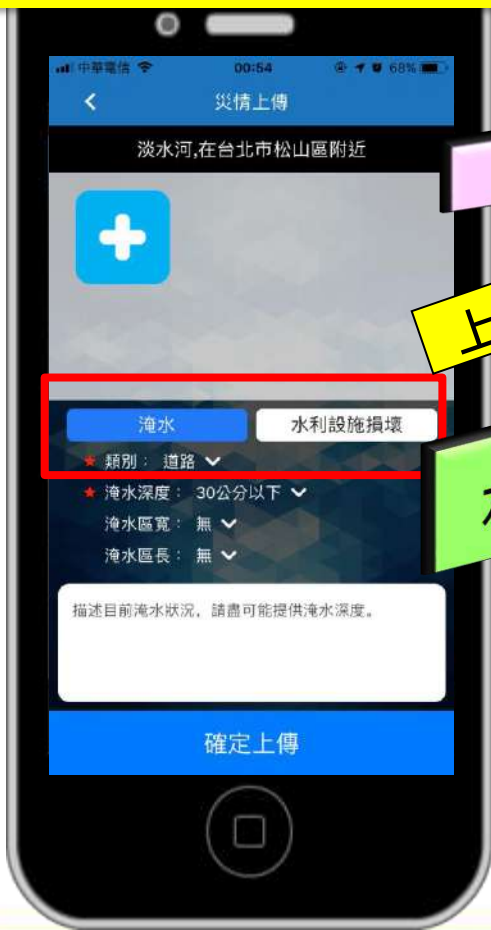 中華電信 00:54 68%
災情上傳
淡水河,在台北市松山區附近
上
淹水 水利設施損壞
* 類別： 道路
* 淹水深度： 30公分以下
淹水區寬： 無
淹水區長： 無
描述目前淹水狀況，請盡可能提供淹水深度。
確定上傳